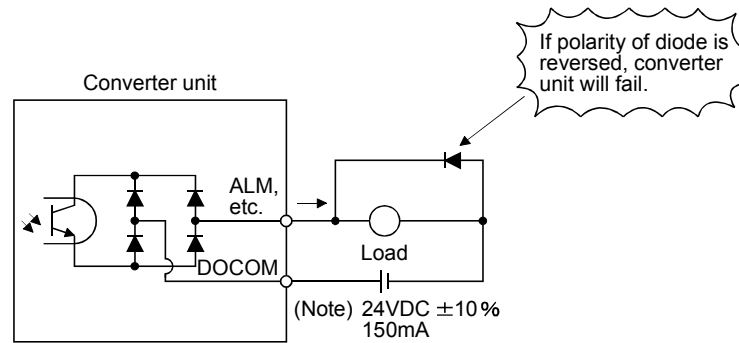 If polarity of diode is
reversed, converter
unit will fail.
Converter unit
ALM,
etc.
Load
DOCOM
(Note) 24VDC ±10%
150mA